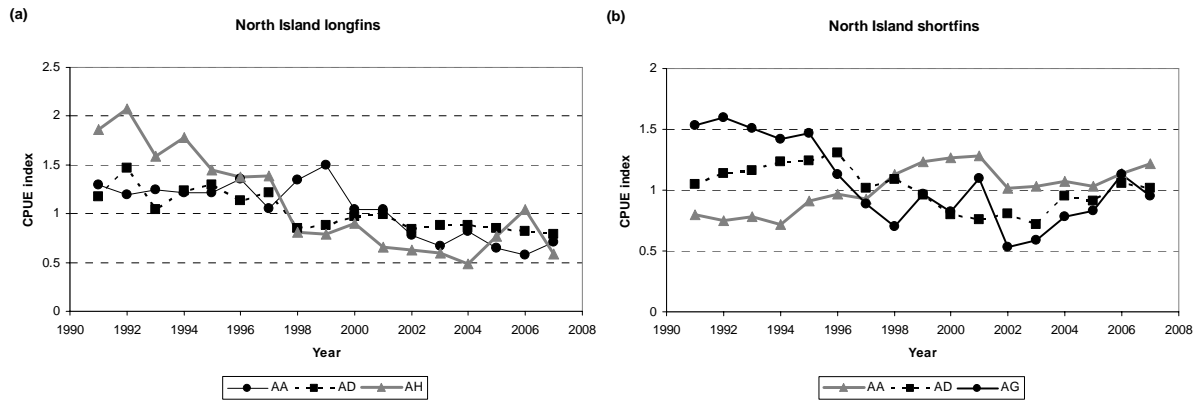 (a)
North Island longfins
2.5
2
1.5
1
0.5
0
CPUE index
1990 1992 1994 1996 1998 2000 2002 2004 2006 2008
Year
AA AD AH
(b)
North Island shortfins
2
1.5
1
0.5
0
CPUE index
1990 1992 1994 1996 1998 2000 2002 2004 2006 2008
Year
AA AD AG